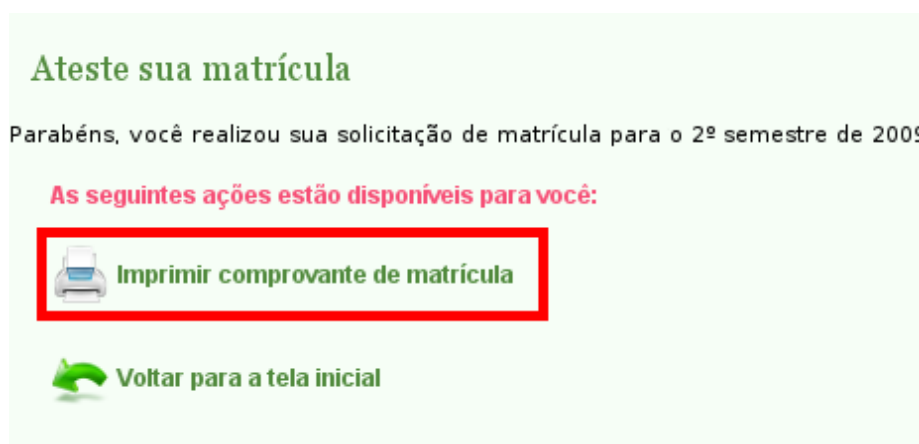 Ateste sua matrícula
Parabéns, você realizou sua solicitação de matrícula para o 2º semestre de 2009
As seguintes ações estão disponíveis para você:
Imprimir comprovante de matrícula
Voltar para a tela inicial